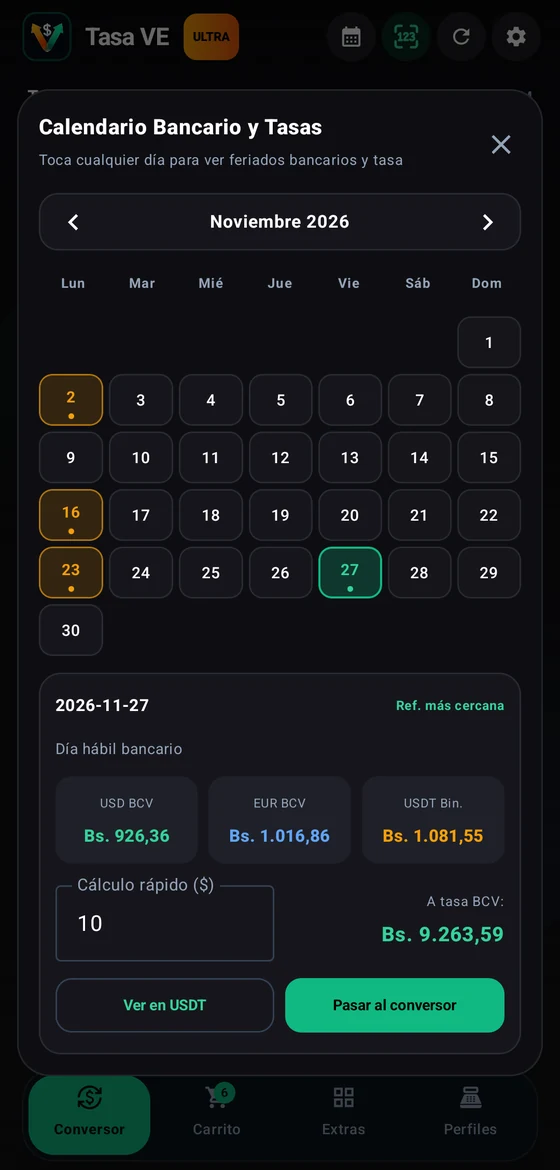 $
Tasa VE
ULTRA
123
Calendario Bancario y Tasas
Toca cualquier día para ver feriados bancarios y tasa
Noviembre 2026
Lun Mar Mié Jue Vie Sáb Dom
1
2 3 4 5 6 7 8
9 10 11 12 13 14 15
16 17 18 19 20 21 22
23 24 25 26 27 28 29
30
2026-11-27 Ref. más cercana
Día hábil bancario
USD BCV EUR BCV USDT Bin.
Bs. 926,36 Bs. 1.016,86 Bs. 1.081,55
Cálculo rápido ($)
10
A tasa BCV:
Bs. 9.263,59
Ver en USDT Pasar al conversor
$ 6
Conversor Carrito Extras Perfiles